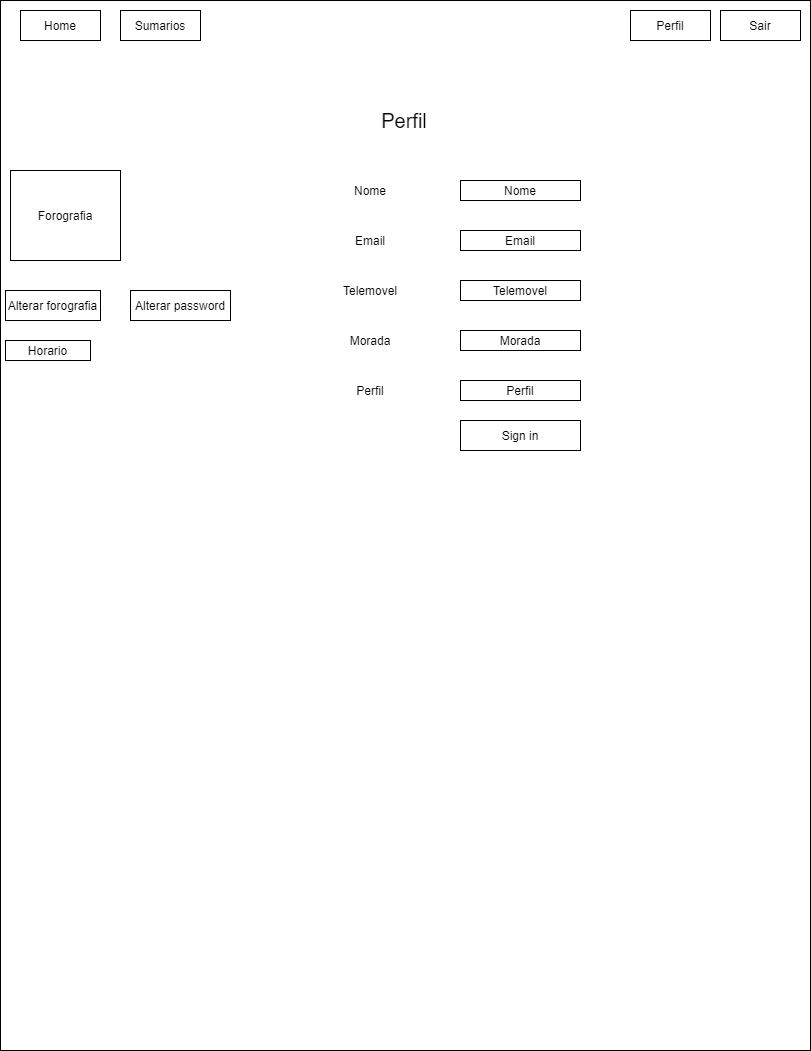 Home
Sumarios
Perfil
Sair
Perfil
Forografia
Alterar forografia
Alterar password
Horario
Nome
Nome
Email
Email
Telemovel
Telemovel
Morada
Morada
Perfil
Perfil
Sign in